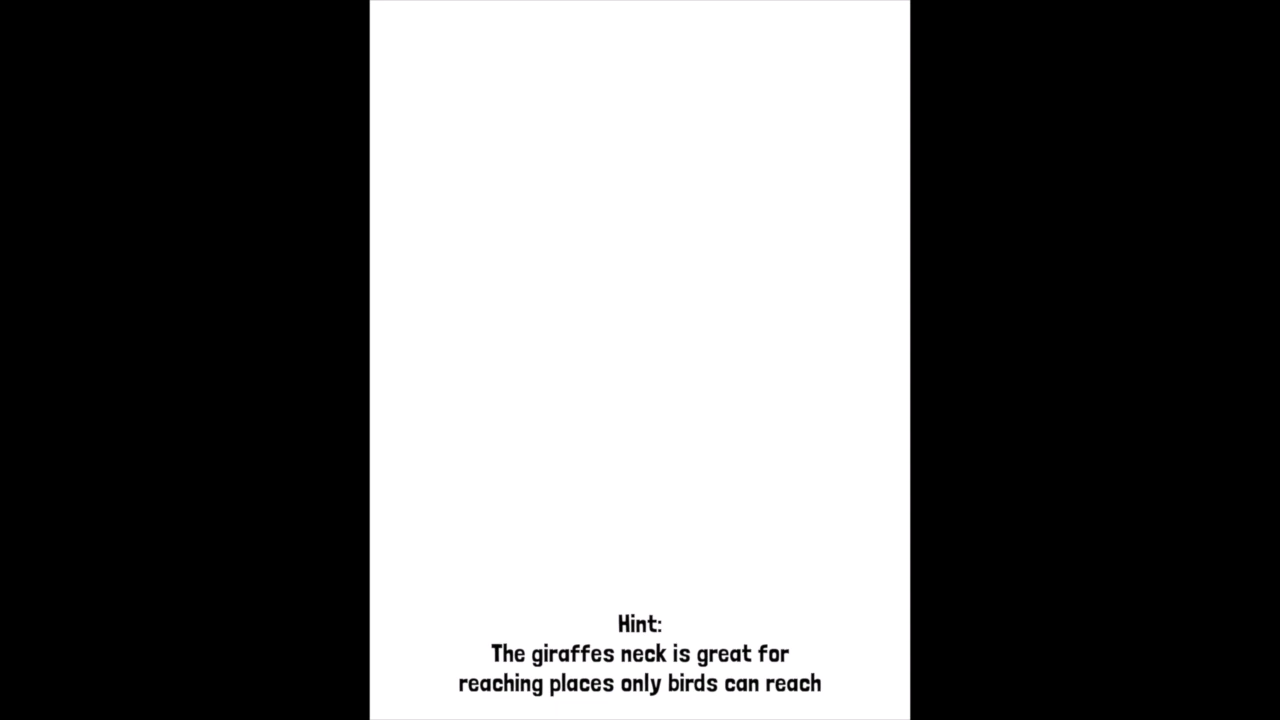 Hint:
The giraffes neck is great for
reaching places only birds can reach